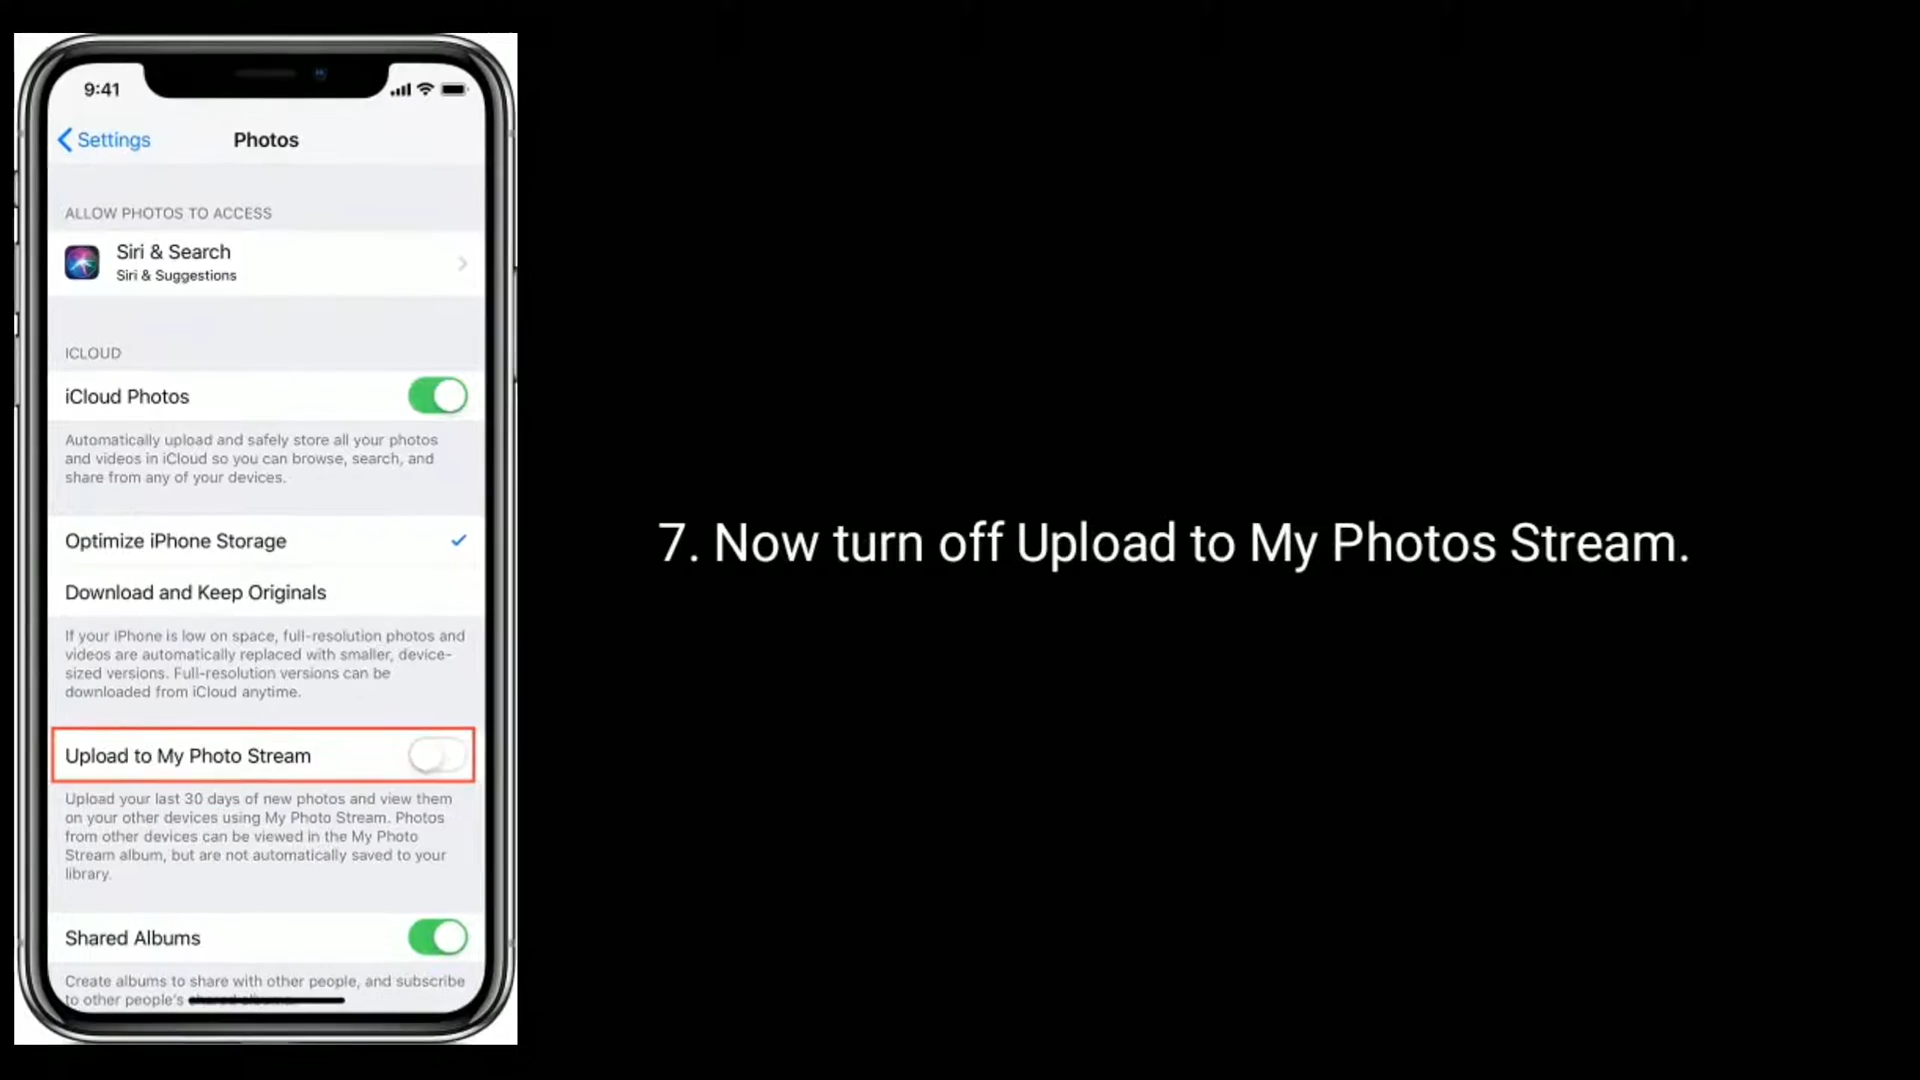 9:41
Settings
Photos
ALLOW PHOTOS TO ACCESS
Siri & Search
Siri & Suggestions
ICLOUD
iCloud Photos
Automatically upload and safely store all your photos
and videos in iCloud so you can browse, search, and
share from any of your devices.
Optimize iPhone Storage
Download and Keep Originals
If your iPhone is low on space, full-resolution photos and
videos are automatically replaced with smaller, device-
sized versions. Full-resolution versions can be
downloaded from iCloud anytime.
Upload to My Photo Stream
Upload your last 30 days of new photos and view them
on your other devices using My Photo Stream. Photos
from other devices can be viewed in the My Photo
Stream album, but are not automatically saved to your
library.
Shared Albums
Create albums to share with other people, and subscribe
to other people's shared albums.
7. Now turn off Upload to My Photos Stream.